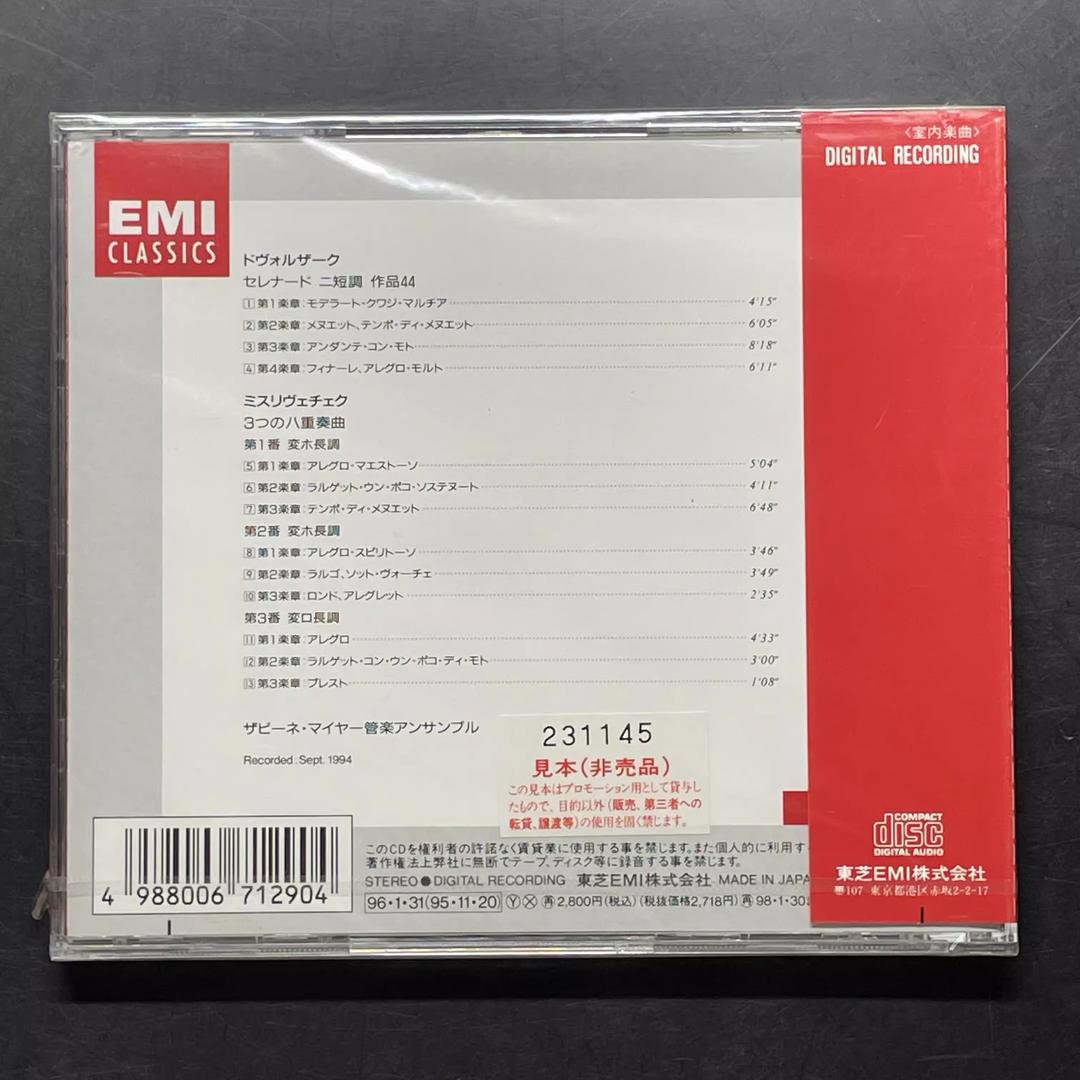 〈室内楽曲〉
DIGITAL RECORDING
EMI
CLASSICS
ドヴォルザーク
セレナード ニ短調 作品44
1 第1楽章：モデラート・クワジ・マルチア 4'15"
2 第2楽章：メヌエット、テンポ・ディ・メヌエット 6'05"
3 第3楽章：アンダンテ・コン・モト 8'18"
4 第4楽章：フィナーレ、アレグロ・モルト 6'11"
ミスリヴェチェク
3つの八重奏曲
第1番 変ホ長調
5 第1楽章：アレグロ・マエストーソ 5'04"
6 第2楽章：ラルゲット・ウン・ポコ・ソステヌート 4'11"
7 第3楽章：テンポ・ディ・メヌエット 6'48"
第2番 変ホ長調
8 第1楽章：アレグロ・スピリトーソ 3'46"
9 第2楽章：ラルゴ、ソット・ヴォーチェ 3'49"
10 第3楽章：ロンド、アレグレット 2'35"
第3番 変ロ長調
11 第1楽章：アレグロ 4'33"
12 第2楽章：ラルゲット・コン・ウン・ポコ・ディ・モト 3'00"
13 第3楽章：プレスト 1'08"
ザビーネ・マイヤー管楽アンサンブル
Recorded：Sept. 1994
231145
見本（非売品）
この見本はプロモーション用として貸与し
たもので、目的以外（販売、第三者への
転貸、譲渡等）の使用を固く禁じます。
このCDを権利者の許諾なく賃貸業に使用する事を禁じます。また個人的に利用す
著作権法上弊社に無断でテープ、ディスク等に録音する事を禁じます。
STEREO●DIGITAL RECORDING 東芝EMI株式会社 MADE IN JAPA
96・1・31(95・11・20) Ⓨ Ⓧ 再 2,800円(税込) (税抜価格2,718円) 再 98・1・30
4 988006 712904
COMPACT
disc
DIGITAL AUDIO
東芝EMI株式会社
〒107 東京都港区赤坂2-2-17